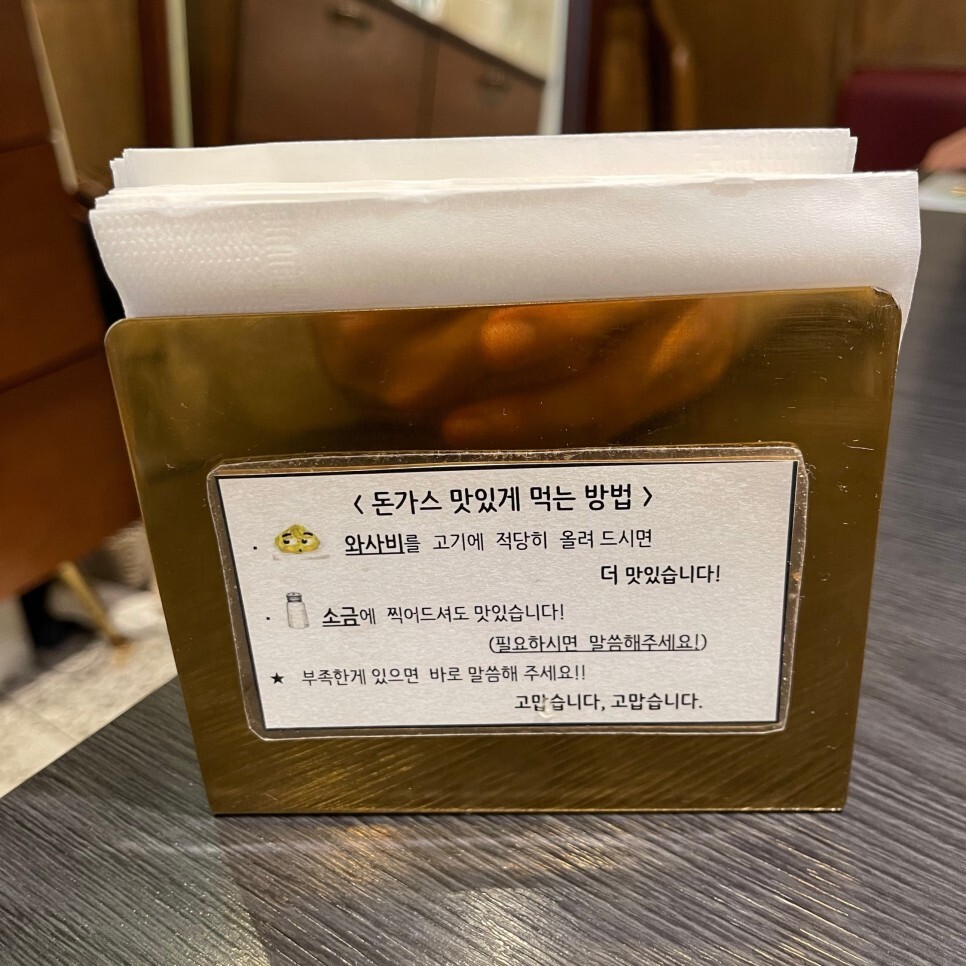 < 돈가스 맛있게 먹는 방법 >
· 와사비를 고기에 적당히 올려 드시면
더 맛있습니다!
· 소금에 찍어드셔도 맛있습니다!
(필요하시면 말씀해주세요!)
★ 부족한게 있으면 바로 말씀해 주세요!!
고맙습니다, 고맙습니다.